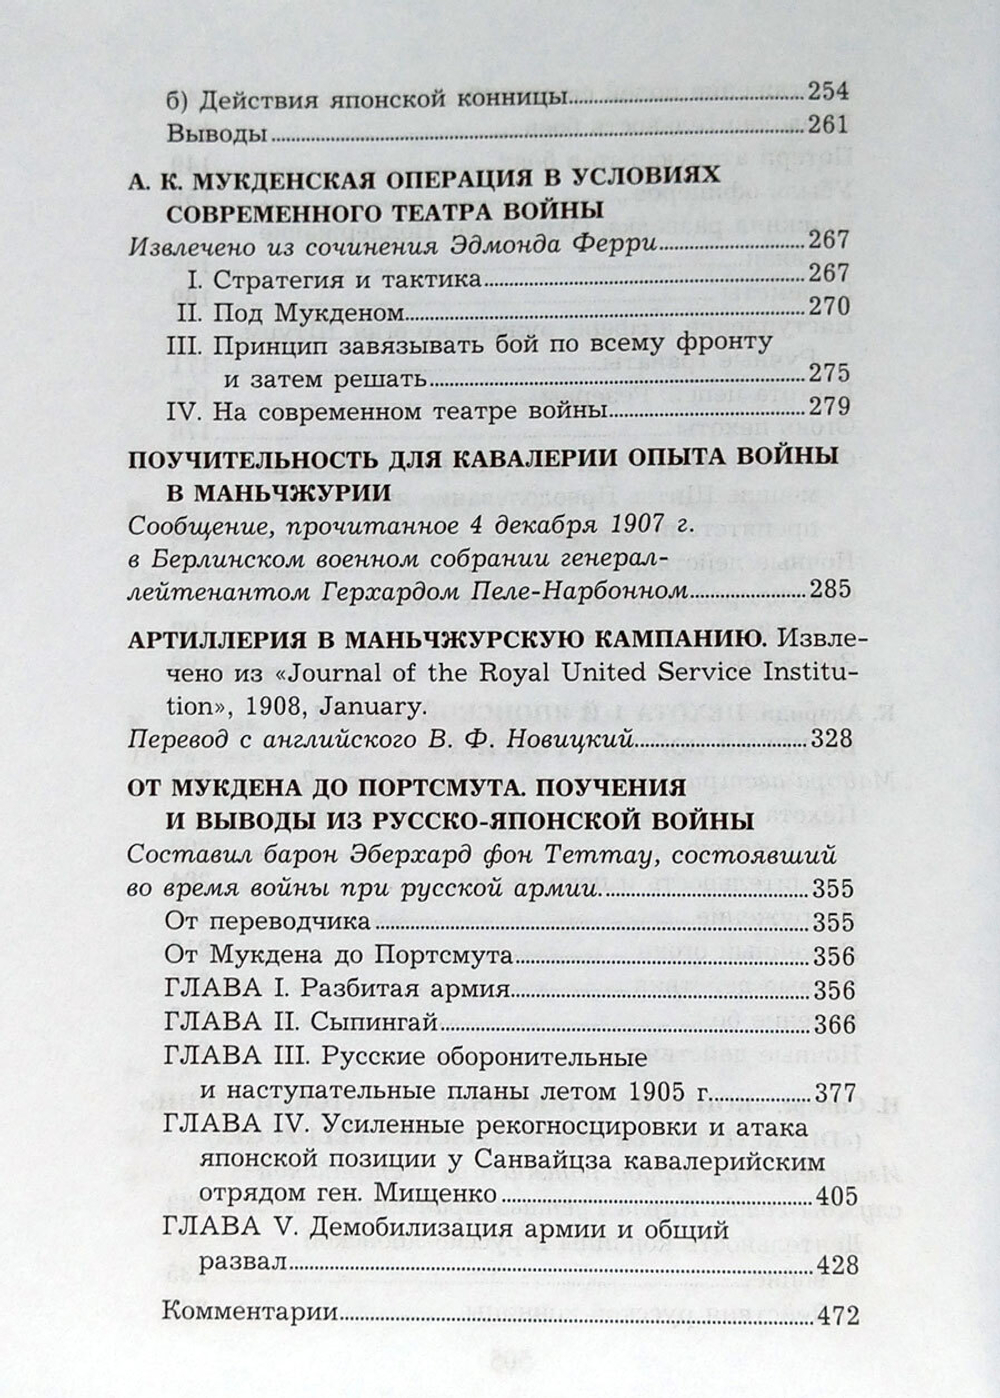 б) Действия японской конницы..........254
Выводы..........261
А. К. МУКДЕНСКАЯ ОПЕРАЦИЯ В УСЛОВИЯХ
СОВРЕМЕННОГО ТЕАТРА ВОЙНЫ
Извлечено из сочинения Эдмонда Ферри..........267
I. Стратегия и тактика..........267
II. Под Мукденом..........270
III. Принцип завязывать бой по всему фронту
и затем решать..........275
IV. На современном театре войны..........279
ПОУЧИТЕЛЬНОСТЬ ДЛЯ КАВАЛЕРИИ ОПЫТА ВОЙНЫ
В МАНЬЧЖУРИИ
Сообщение, прочитанное 4 декабря 1907 г.
в Берлинском военном собрании генерал-
лейтенантом Герхардом Пеле-Нарбонном..........285
АРТИЛЛЕРИЯ В МАНЬЧЖУРСКУЮ КАМПАНИЮ. Извле-
чено из «Journal of the Royal United Service Institu-
tion», 1908, January.
Перевод с английского В. Ф. Новицкий..........328
ОТ МУКДЕНА ДО ПОРТСМУТА. ПОУЧЕНИЯ
И ВЫВОДЫ ИЗ РУССКО-ЯПОНСКОЙ ВОЙНЫ
Составил барон Эберхард фон Теттау, состоявший
во время войны при русской армии..........355
От переводчика..........355
От Мукдена до Портсмута..........356
ГЛАВА I. Разбитая армия..........356
ГЛАВА II. Сыпингай..........366
ГЛАВА III. Русские оборонительные
и наступательные планы летом 1905 г..........377
ГЛАВА IV. Усиленные рекогносцировки и атака
японской позиции у Санвайцза кавалерийским
отрядом ген. Мищенко..........405
ГЛАВА V. Демобилизация армии и общий
развал..........428
Комментарии..........472